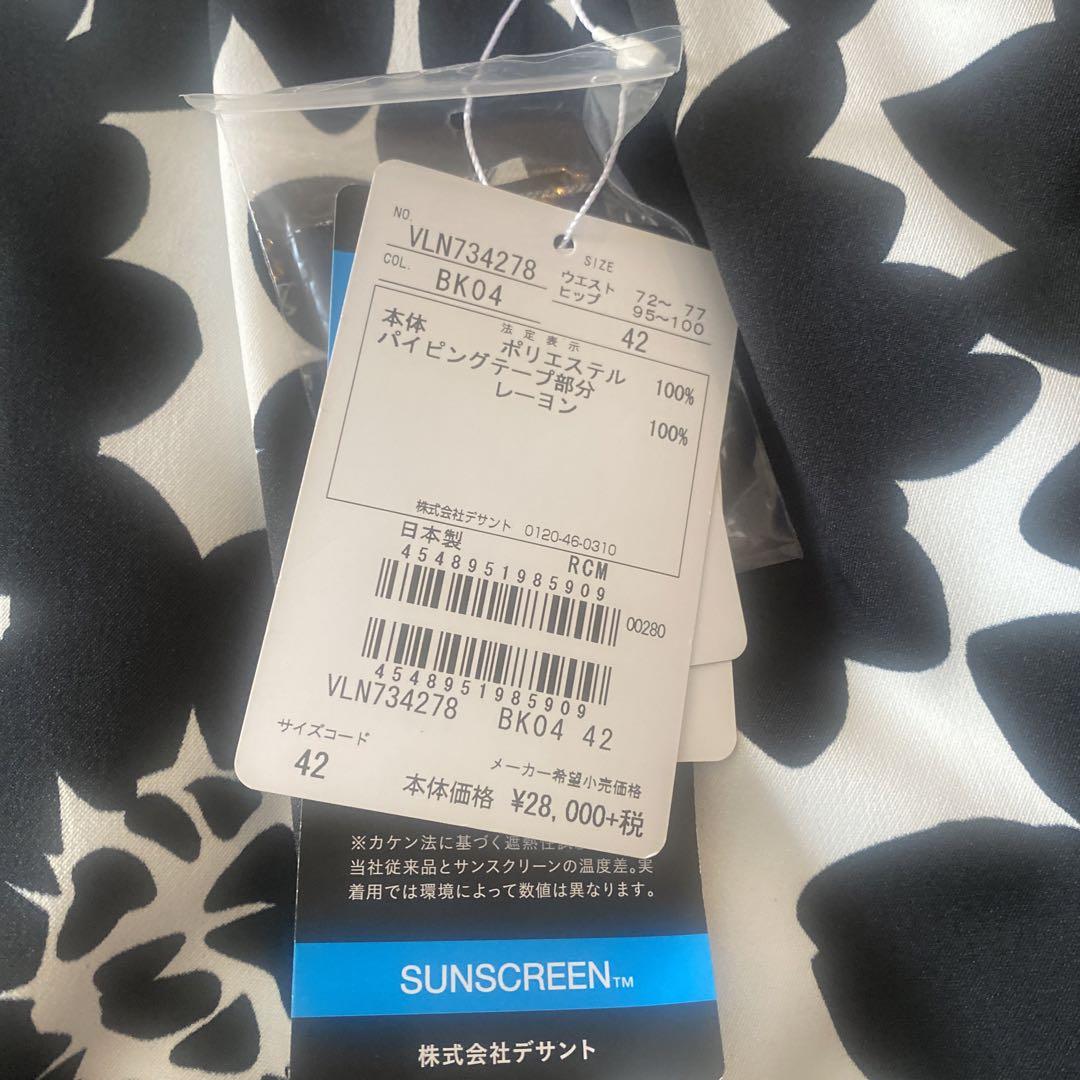 NO. VLN734278
COL. BK04
SIZE
ウエスト 72～ 77
ヒップ 95～100
42
法定表示
本体 ポリエステル 100%
パイピングテープ部分
レーヨン 100%
株式会社デサント 0120-46-0310
日本製 RCM
4548951985909
00280
4548951985909
VLN734278 BK04 42
サイズコード
42
メーカー希望小売価格
本体価格 ¥28,000+税
※カケン法に基づく遮熱性
当社従来品とサンスクリーンの温度差。実
着用では環境によって数値は異なります。
SUNSCREEN™
株式会社デサント